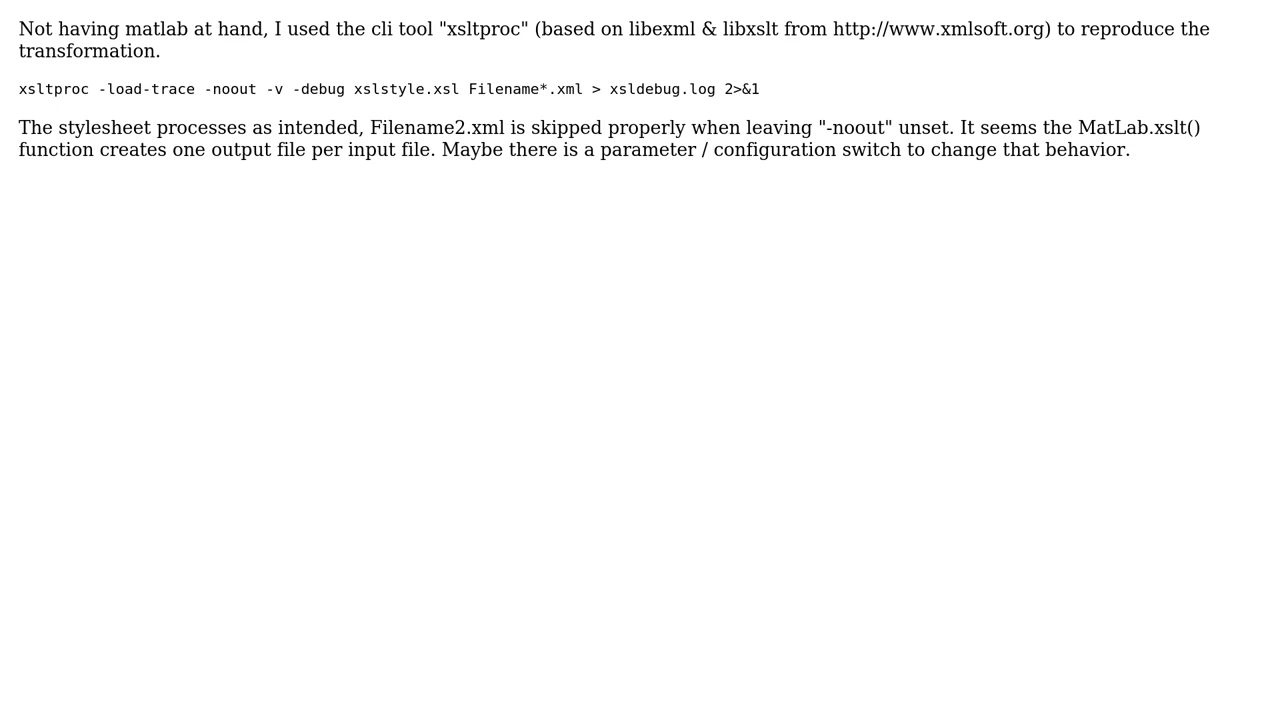 Not having matlab at hand, I used the cli tool "xsltproc" (based on libexml & libxslt from http://www.xmlsoft.org) to reproduce the
transformation.
xsltproc -load-trace -noout -v -debug xslstyle.xsl Filename*.xml > xsldebug.log 2>&1
The stylesheet processes as intended, Filename2.xml is skipped properly when leaving "-noout" unset. It seems the MatLab.xslt()
function creates one output file per input file. Maybe there is a parameter / configuration switch to change that behavior.